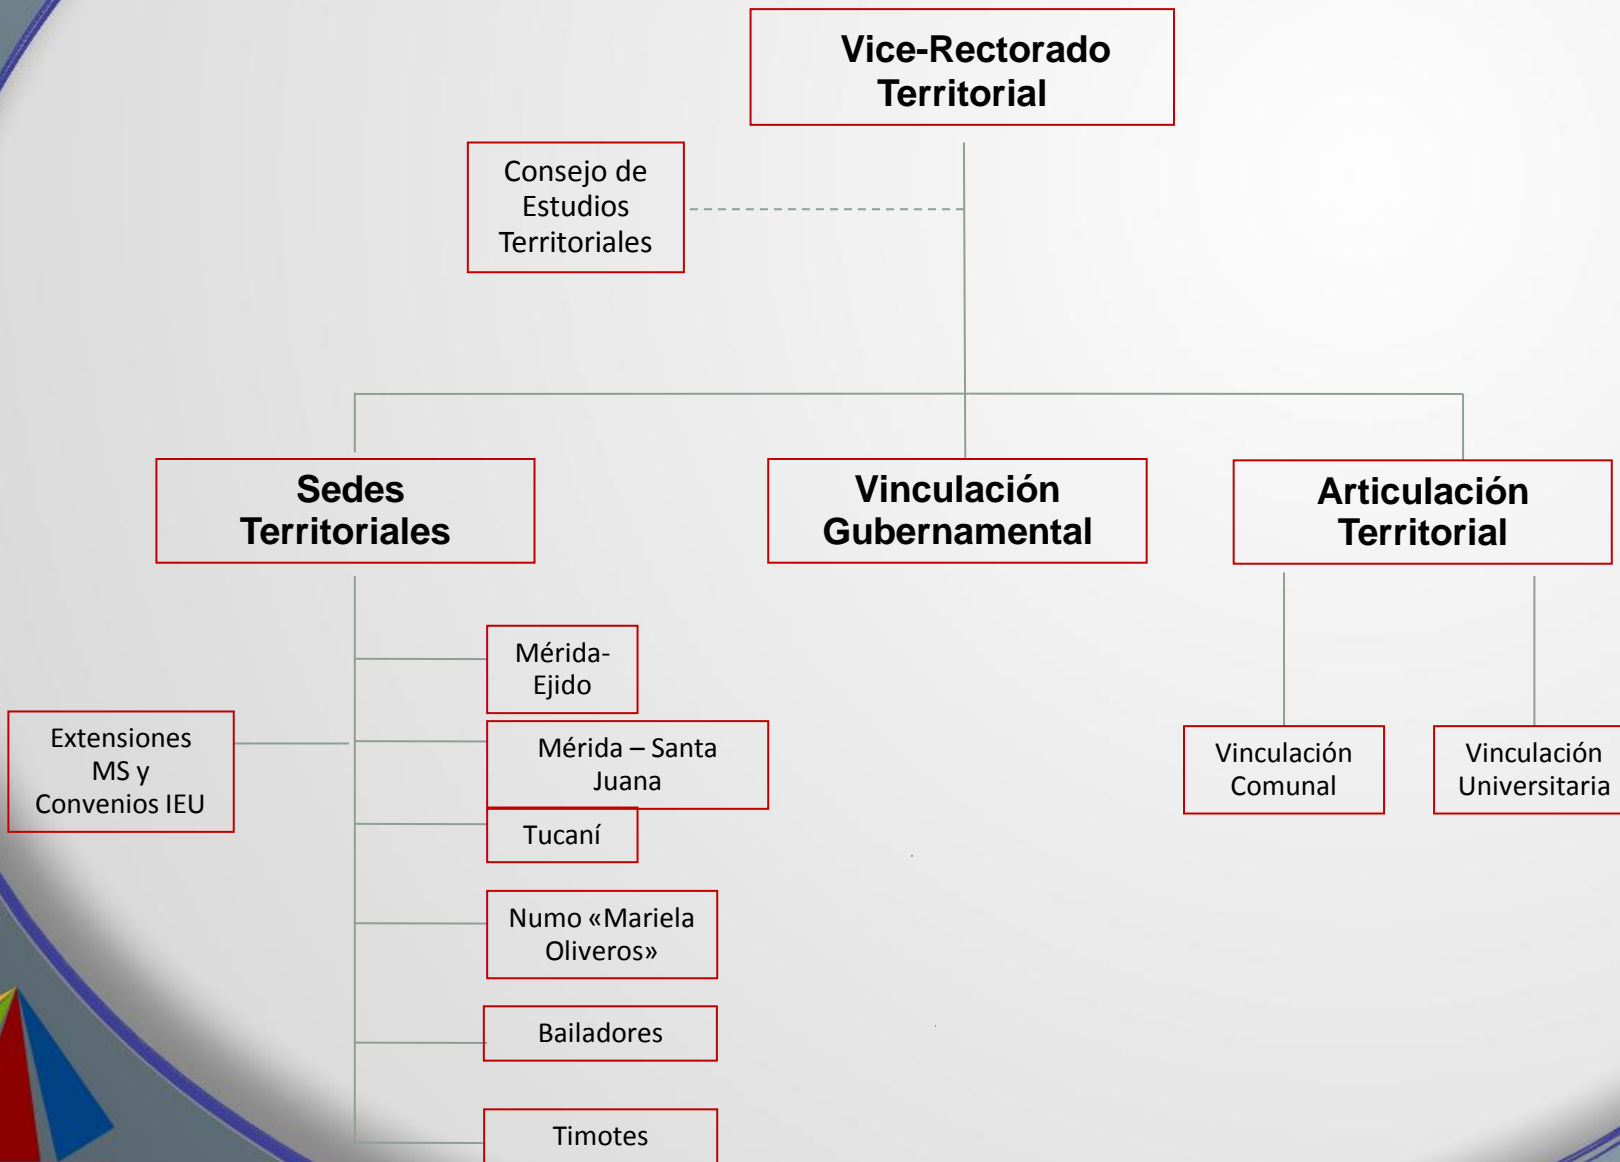 Vice-Rectorado
Territorial
Consejo de
Estudios
Territoriales
Sedes
Territoriales
Vinculación
Gubernamental
Articulación
Territorial
Mérida-
Ejido
Extensiones
MS y
Convenios IEU
Mérida – Santa
Juana
Tucaní
Numo «Mariela
Oliveros»
Bailadores
Timotes
Vinculación
Comunal
Vinculación
Universitaria